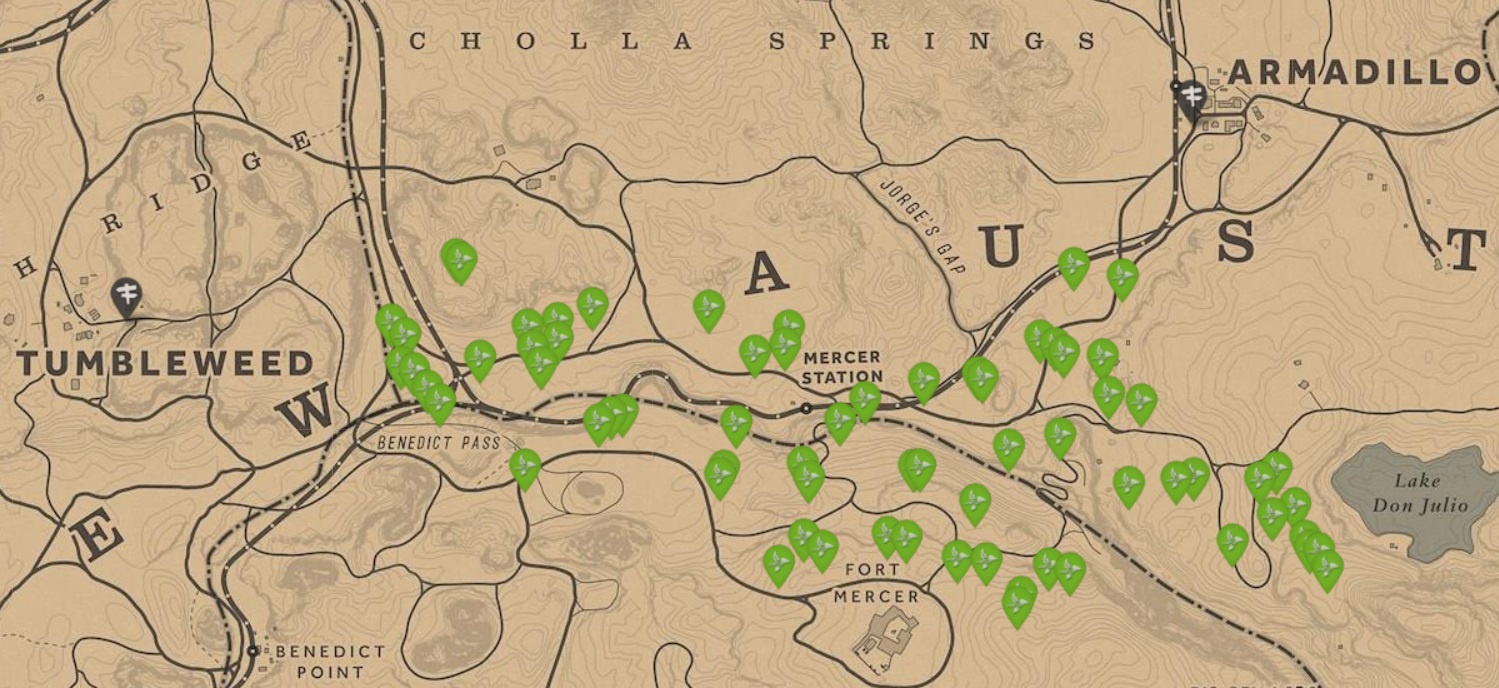 CHOLLA SPRINGS
ARMADILLO
H RIDGE
JORGE'S GAP
W
E
A
U
S
T
TUMBLEWEED
MERCER
STATION
BENEDICT PASS
Lake
Don Julio
FORT
MERCER
BENEDICT
POINT